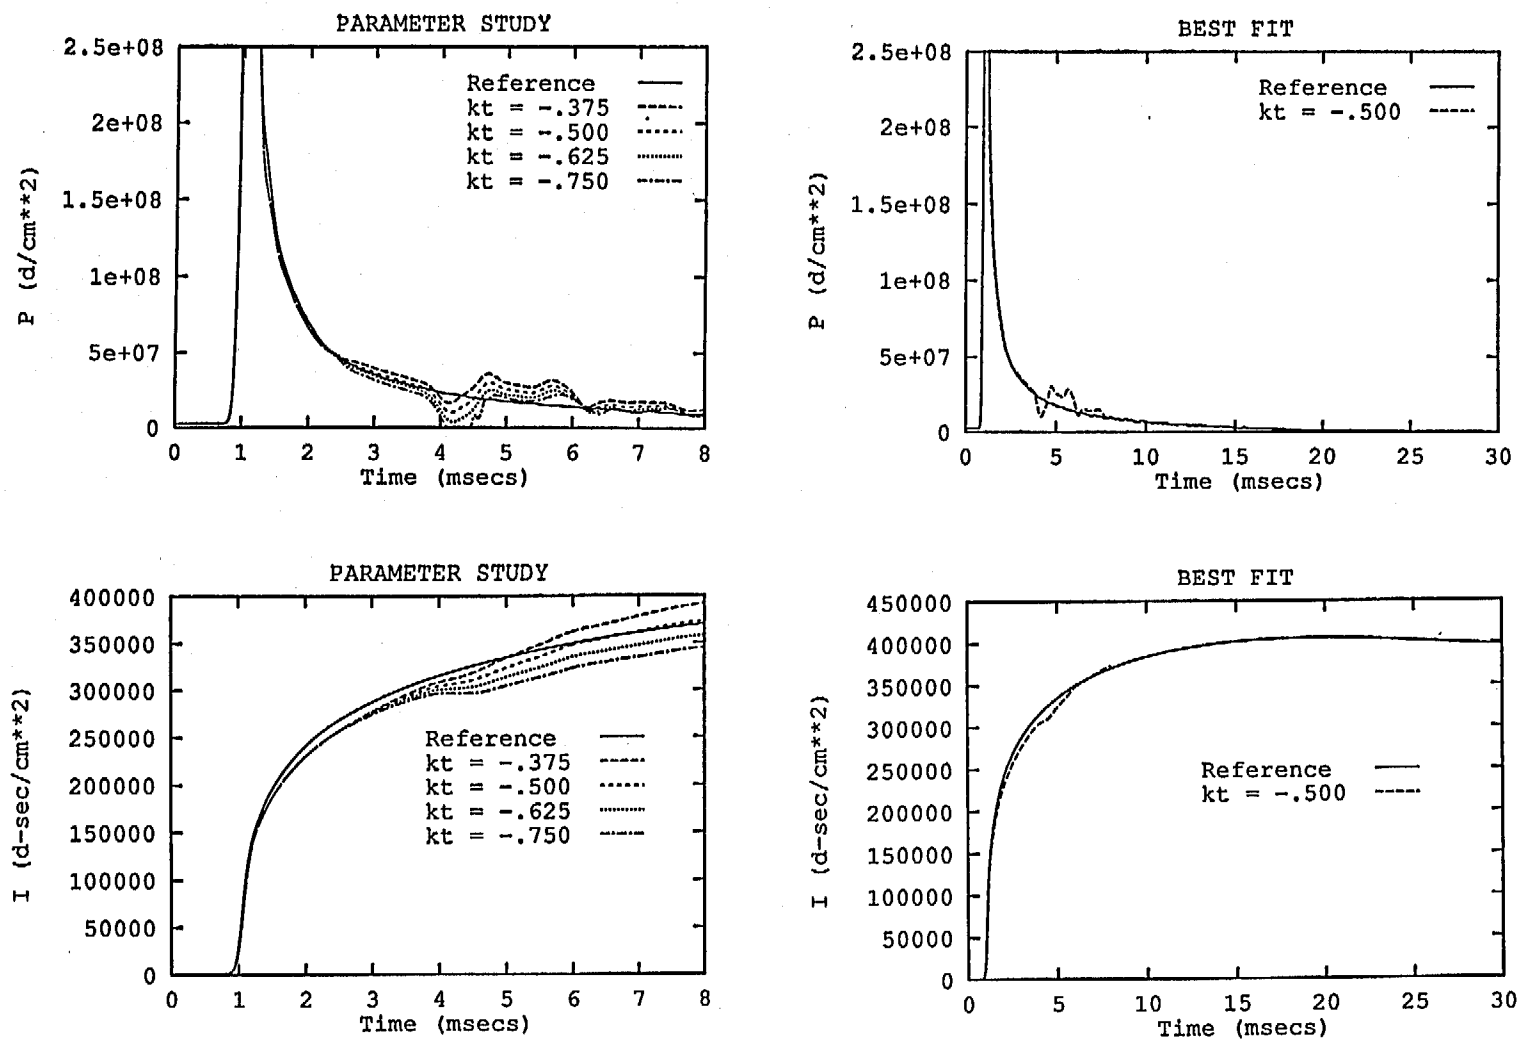 PARAMETER STUDY
2.5e+08
2e+08
1.5e+08
1e+08
5e+07
0
P (d/cm**2)
Reference
kt = -.375
kt = -.500
kt = -.625
kt = -.750
0 1 2 3 4 5 6 7 8
Time (msecs)
BEST FIT
2.5e+08
2e+08
1.5e+08
1e+08
5e+07
0
P (d/cm**2)
Reference
kt = -.500
0 5 10 15 20 25 30
Time (msecs)
PARAMETER STUDY
400000
350000
300000
250000
200000
150000
100000
50000
0
I (d-sec/cm**2)
Reference
kt = -.375
kt = -.500
kt = -.625
kt = -.750
0 1 2 3 4 5 6 7 8
Time (msecs)
BEST FIT
450000
400000
350000
300000
250000
200000
150000
100000
50000
0
I (d-sec/cm**2)
Reference
kt = -.500
0 5 10 15 20 25 30
Time (msecs)